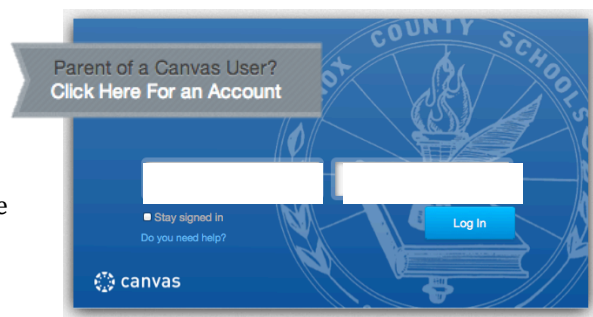 Parent of a Canvas User?
Click Here For an Account
COUNTY SCHOOLS
e
Stay signed in
Log In
Do you need help?
canvas